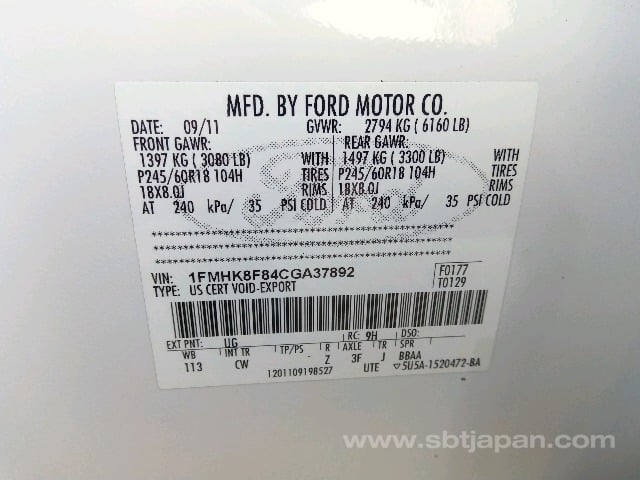 MFD. BY FORD MOTOR CO.
DATE: 09/11 GVWR: 2794 KG ( 6160 LB)
FRONT GAWR: REAR GAWR:
1397 KG ( 3080 LB) WITH 1497 KG ( 3300 LB) WITH
P245/60R18 104H TIRES P245/60R18 104H TIRES
18X8.0J RIMS 18X8.0J RIMS
AT 240 kPa/ 35 PSI COLD AT 240 kPa/ 35 PSI COLD
VIN: 1FMHK8F84CGA37892 F0177
TYPE: US CERT VOID-EXPORT T0129
EXT PNT: UG RC: 9H DSO:
WB INT TR TP/PS R AXLE TR SPR
113 CW - Z 3F J BBAA
1201109198527 UTE ▽5U5A-1520472-BA
www.sbtjapan.com
Ford